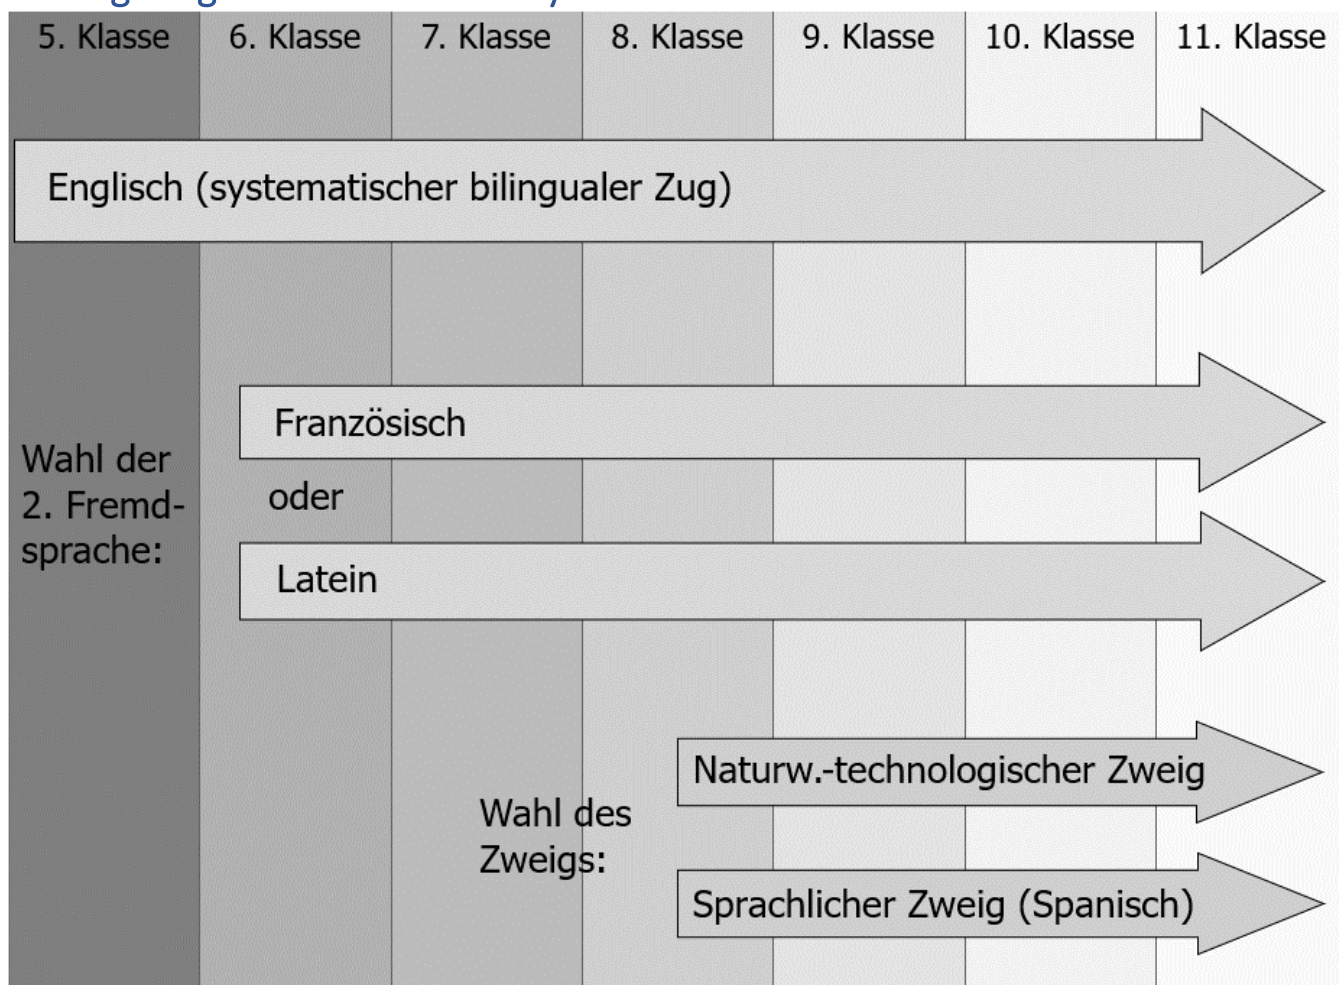 5. Klasse 6. Klasse 7. Klasse 8. Klasse 9. Klasse 10. Klasse 11. Klasse
Englisch (systematischer bilingualer Zug)
Wahl der
2. Fremd-
sprache:
Französisch
oder
Latein
Wahl des
Zweigs:
Naturw.-technologischer Zweig
Sprachlicher Zweig (Spanisch)